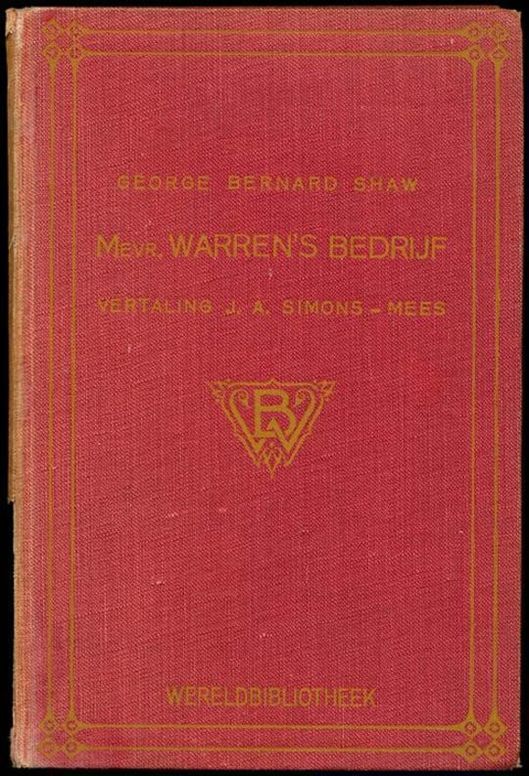 GEORGE BERNARD SHAW
MEVR. WARREN'S BEDRIJF
VERTALING J. A. SIMONS - MEES
WB
WERELDBIBLIOTHEEK